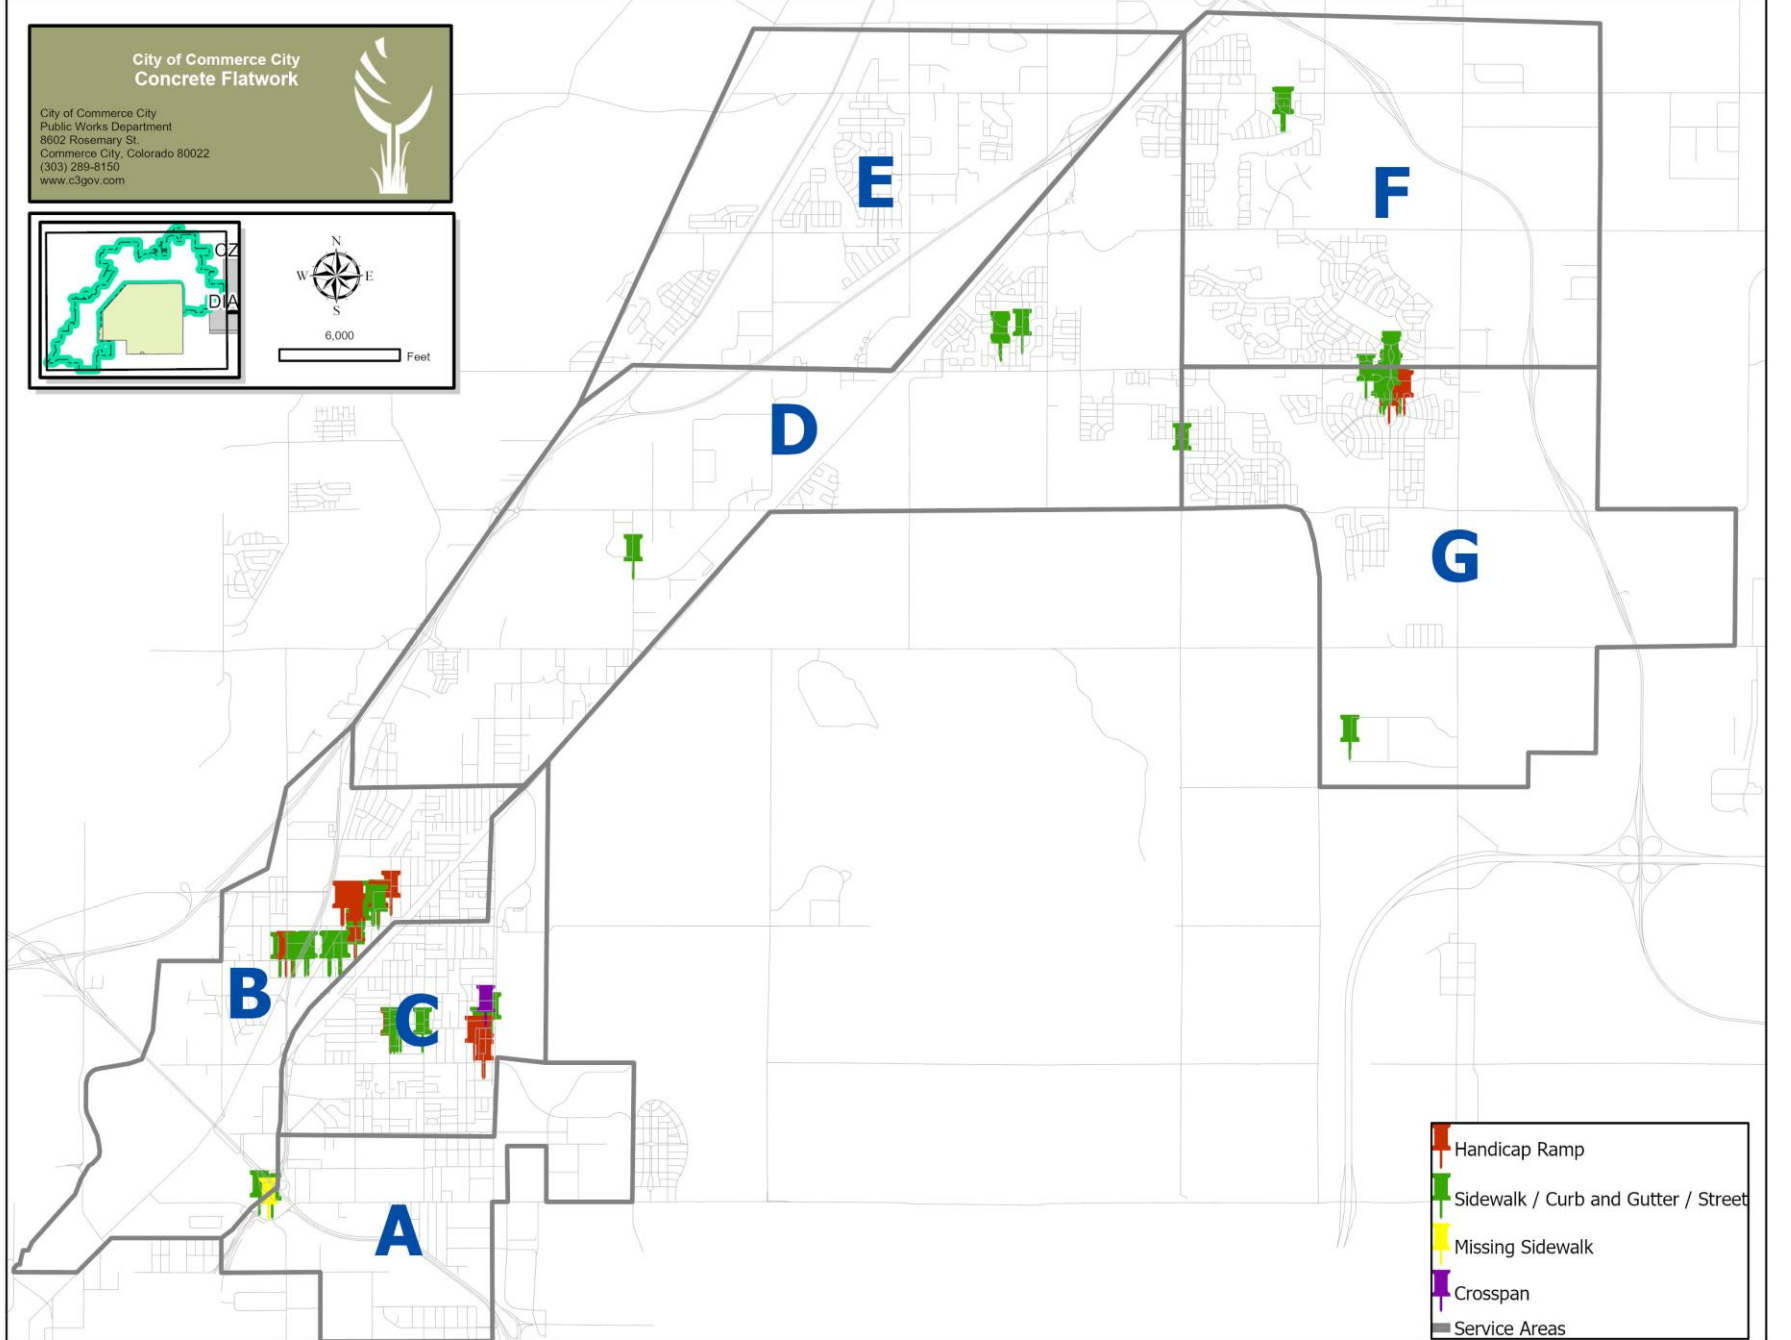 City of Commerce City
Concrete Flatwork
City of Commerce City
Public Works Department
8602 Rosemary St.
Commerce City, Colorado 80022
(303) 289-8150
www.c3gov.com
OZ
DIA
N
W E
S
6,000
Feet
E
F
D
G
B
C
A
Handicap Ramp
Sidewalk / Curb and Gutter / Street
Missing Sidewalk
Crosspan
Service Areas